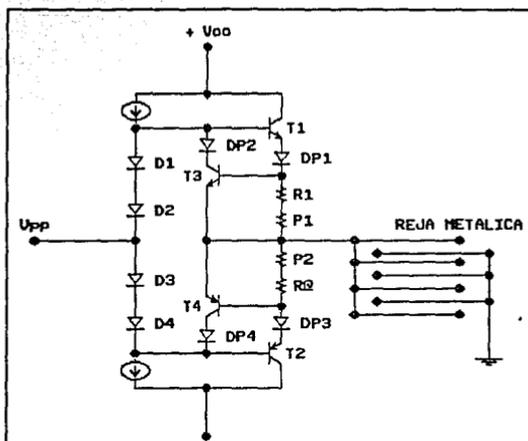 + Voo
T1
DP2
DP1
D1
T3
R1
D2
P1
REJA METALICA
Vpp
P2
D3
R@
T4
D4
DP3
DP4
T2